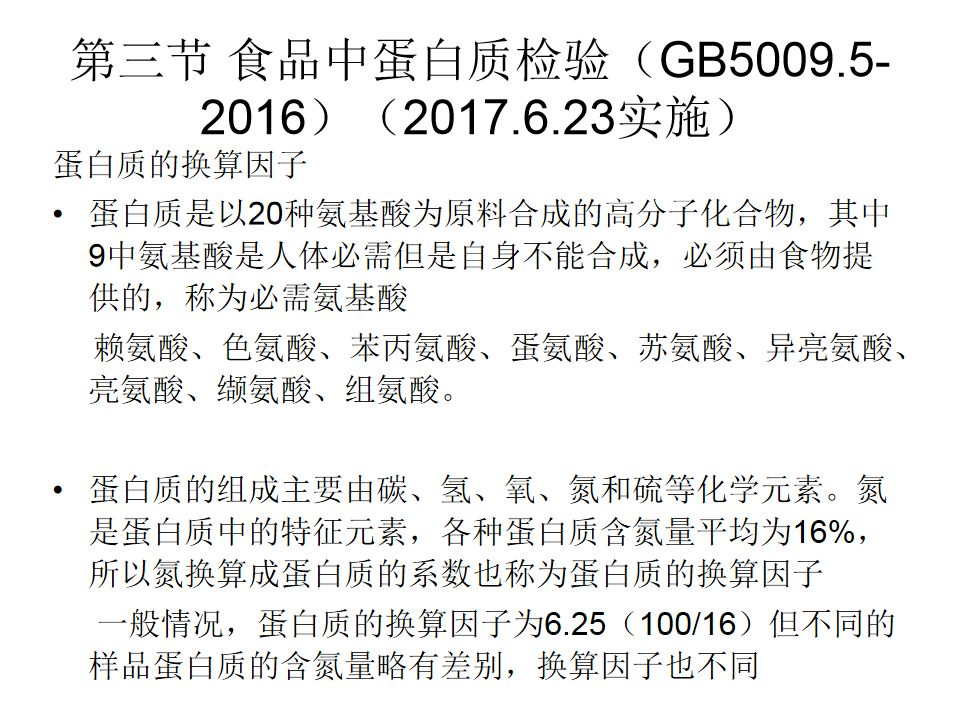 第三节 食品中蛋白质检验（GB5009.5-
2016）（2017.6.23实施）
蛋白质的换算因子
• 蛋白质是以20种氨基酸为原料合成的高分子化合物，其中
9中氨基酸是人体必需但是自身不能合成，必须由食物提
供的，称为必需氨基酸
赖氨酸、色氨酸、苯丙氨酸、蛋氨酸、苏氨酸、异亮氨酸、
亮氨酸、缬氨酸、组氨酸。
• 蛋白质的组成主要由碳、氢、氧、氮和硫等化学元素。氮
是蛋白质中的特征元素，各种蛋白质含氮量平均为16%，
所以氮换算成蛋白质的系数也称为蛋白质的换算因子
一般情况，蛋白质的换算因子为6.25（100/16）但不同的
样品蛋白质的含氮量略有差别，换算因子也不同